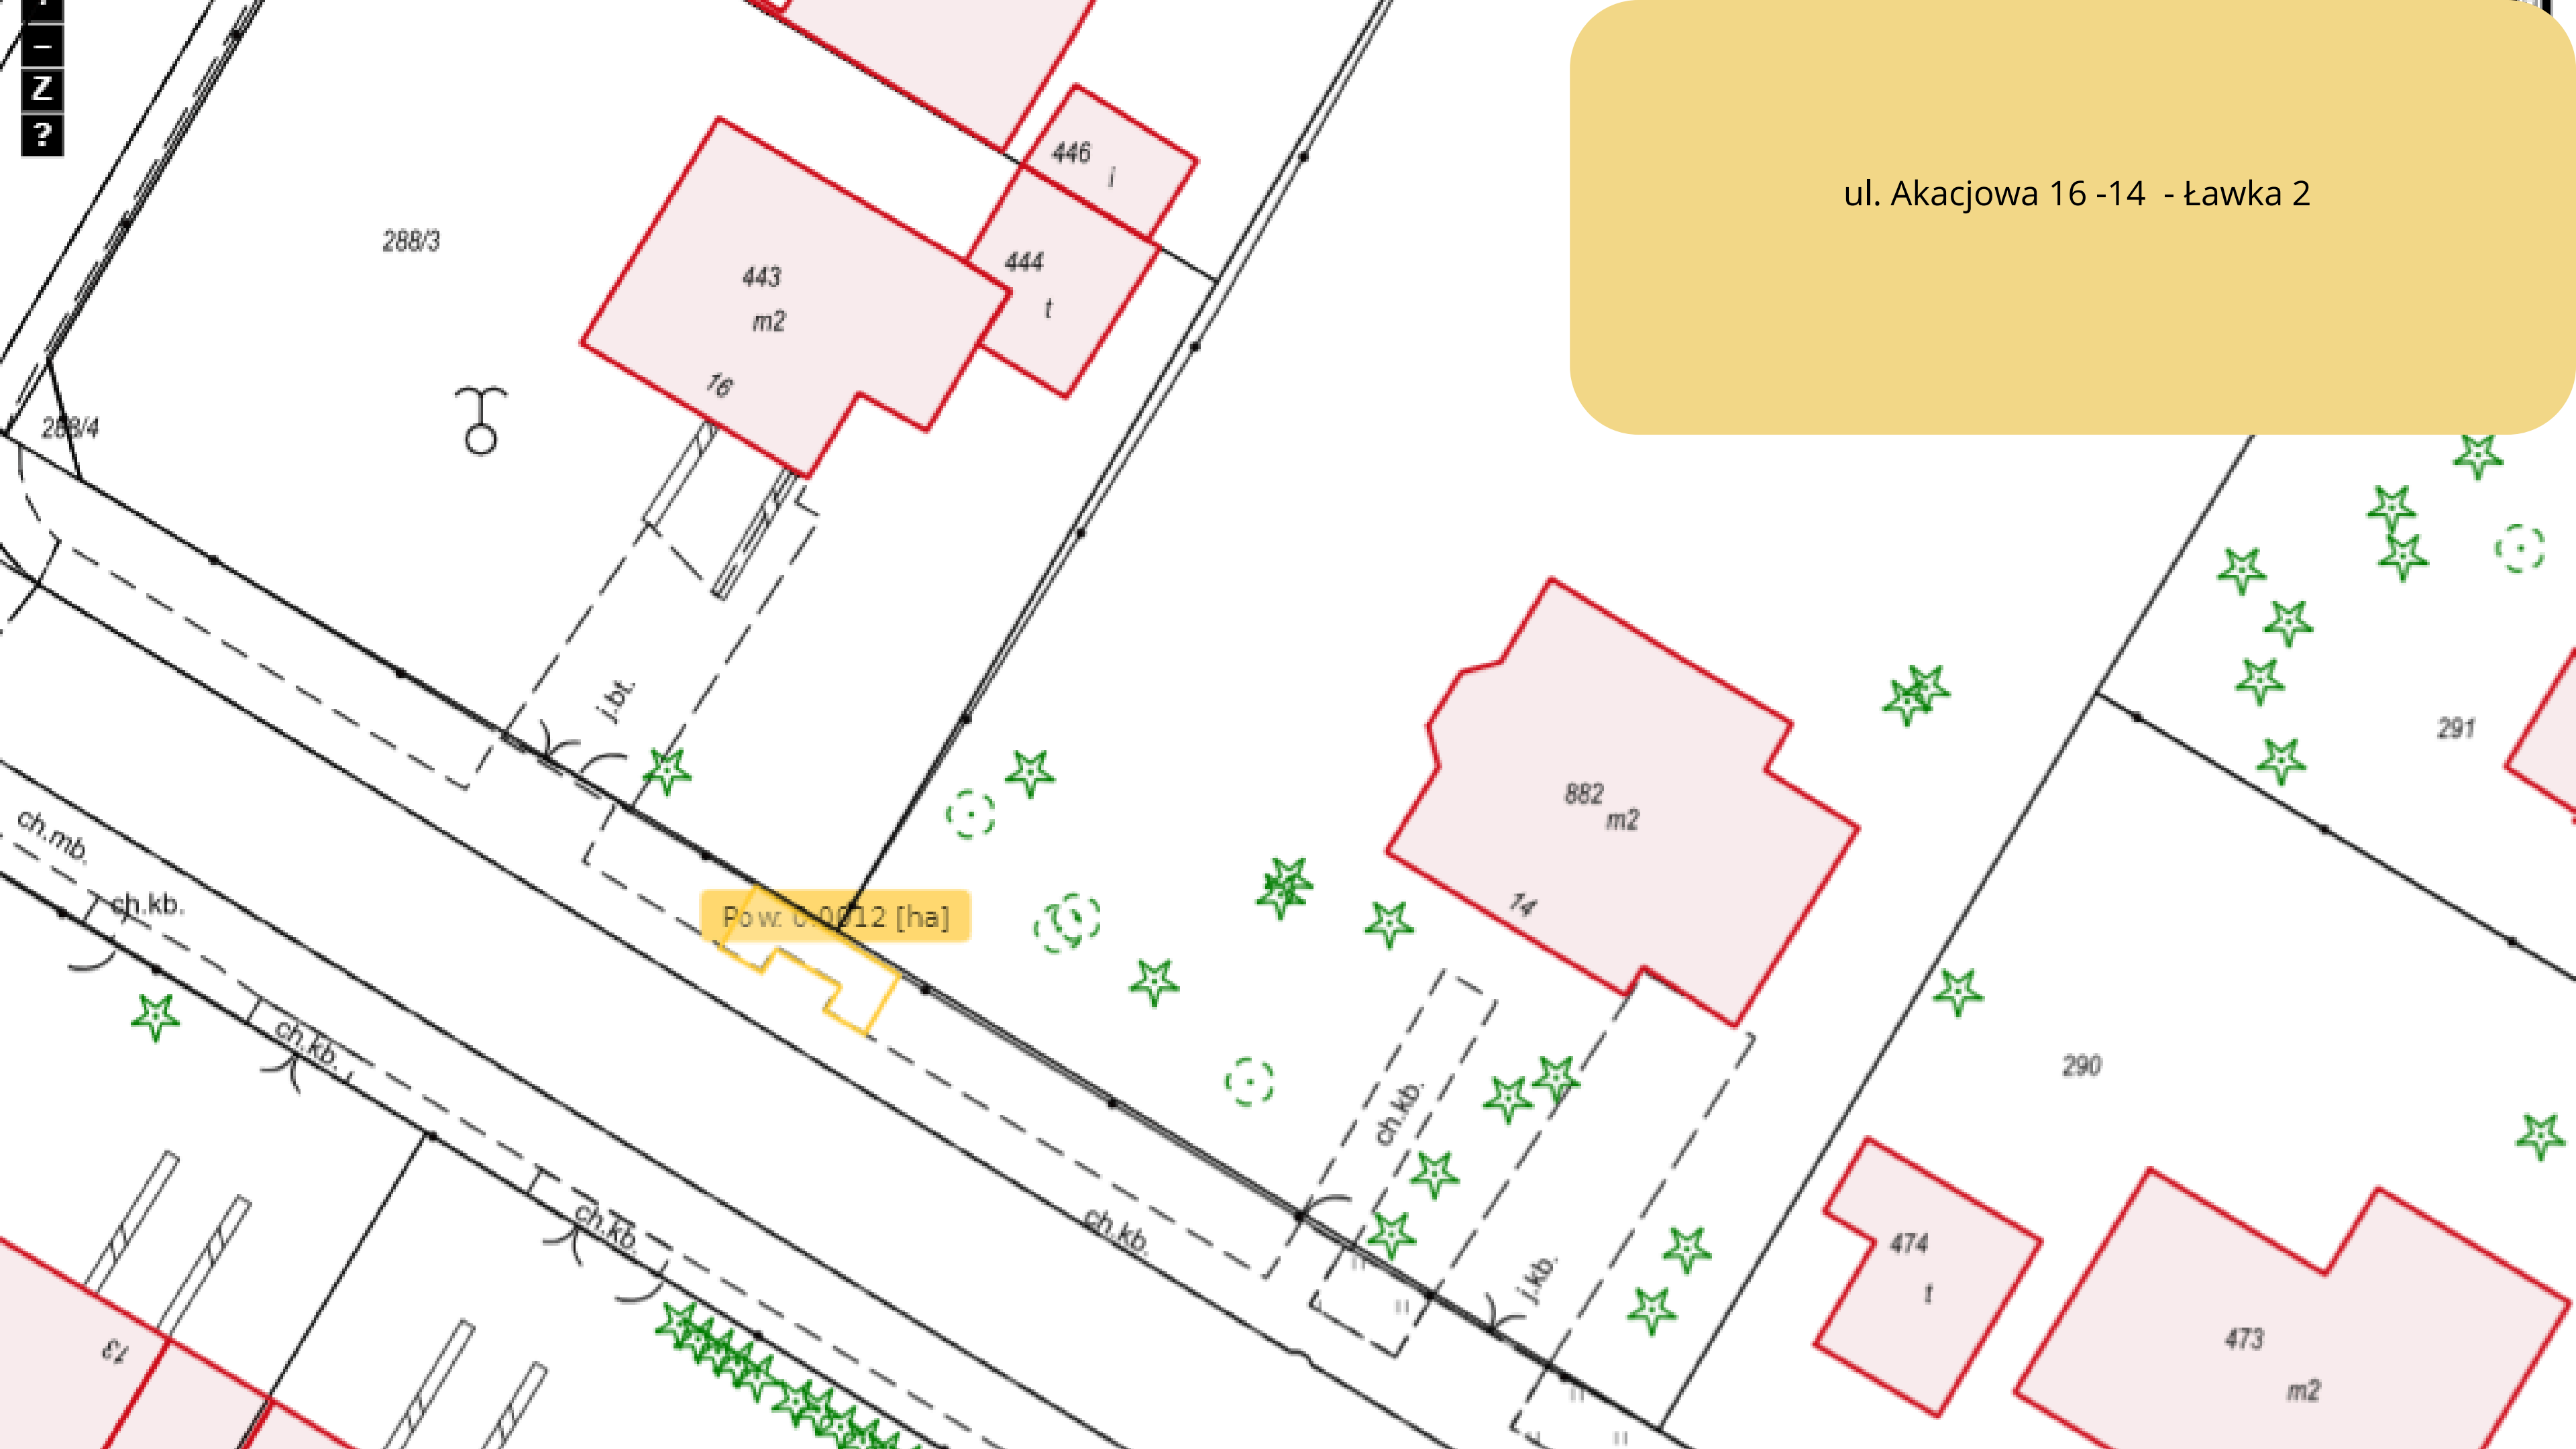 –
Z
?
ul. Akacjowa 16 -14 - Ławka 2
446
i
288/3
444
t
443
m2
16
288/4
j.bt.
291
882
m2
14
ch.mb.
ch.kb.
Pow. 0.0012 [ha]
ch.kb.
290
ch.kb.
ch.kb.
ch.kb.
j.kb.
474
t
473
m2
13